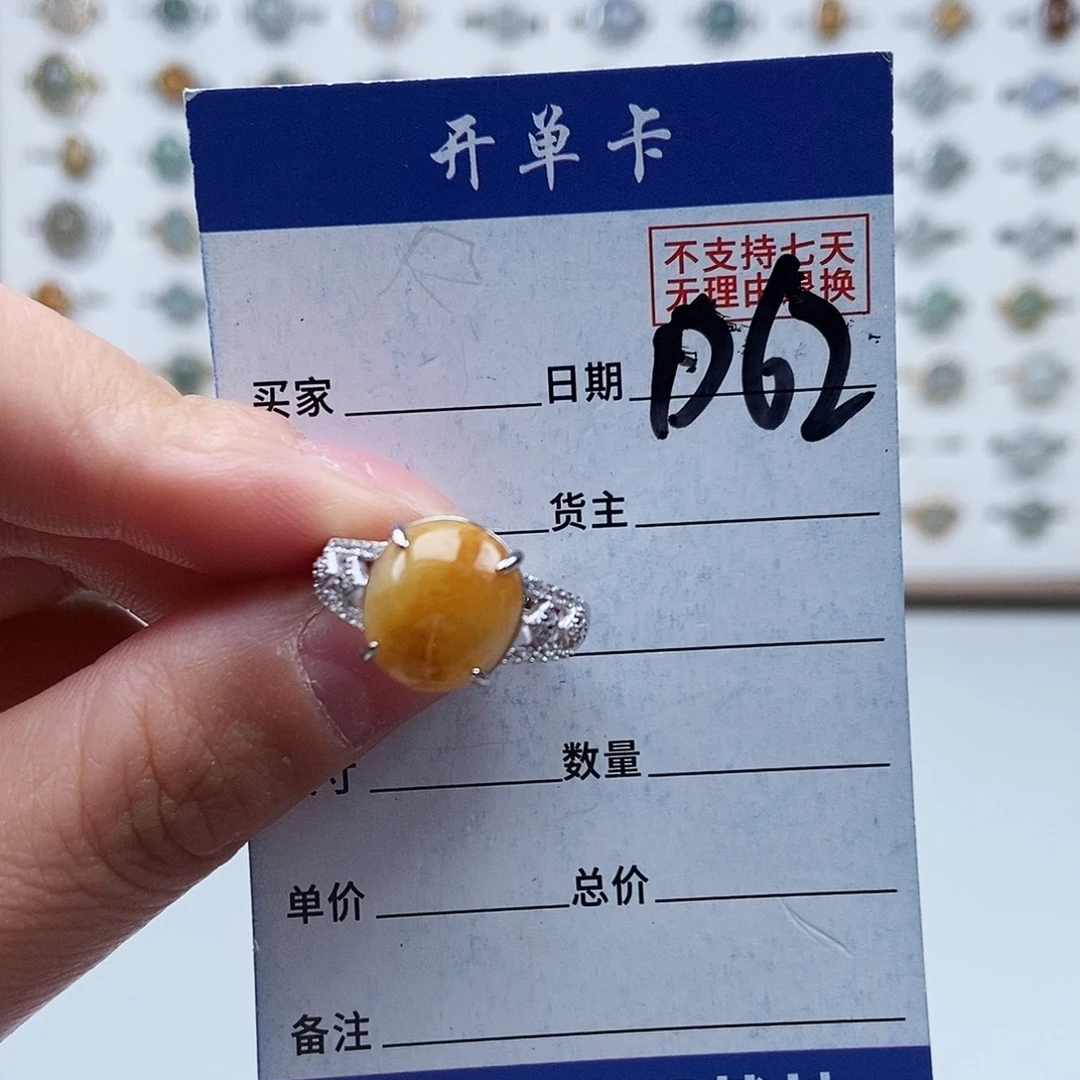 开单卡
不支持七天
无理由退换
买家 日期 D62
货主
寸 数量
单价 总价
备注